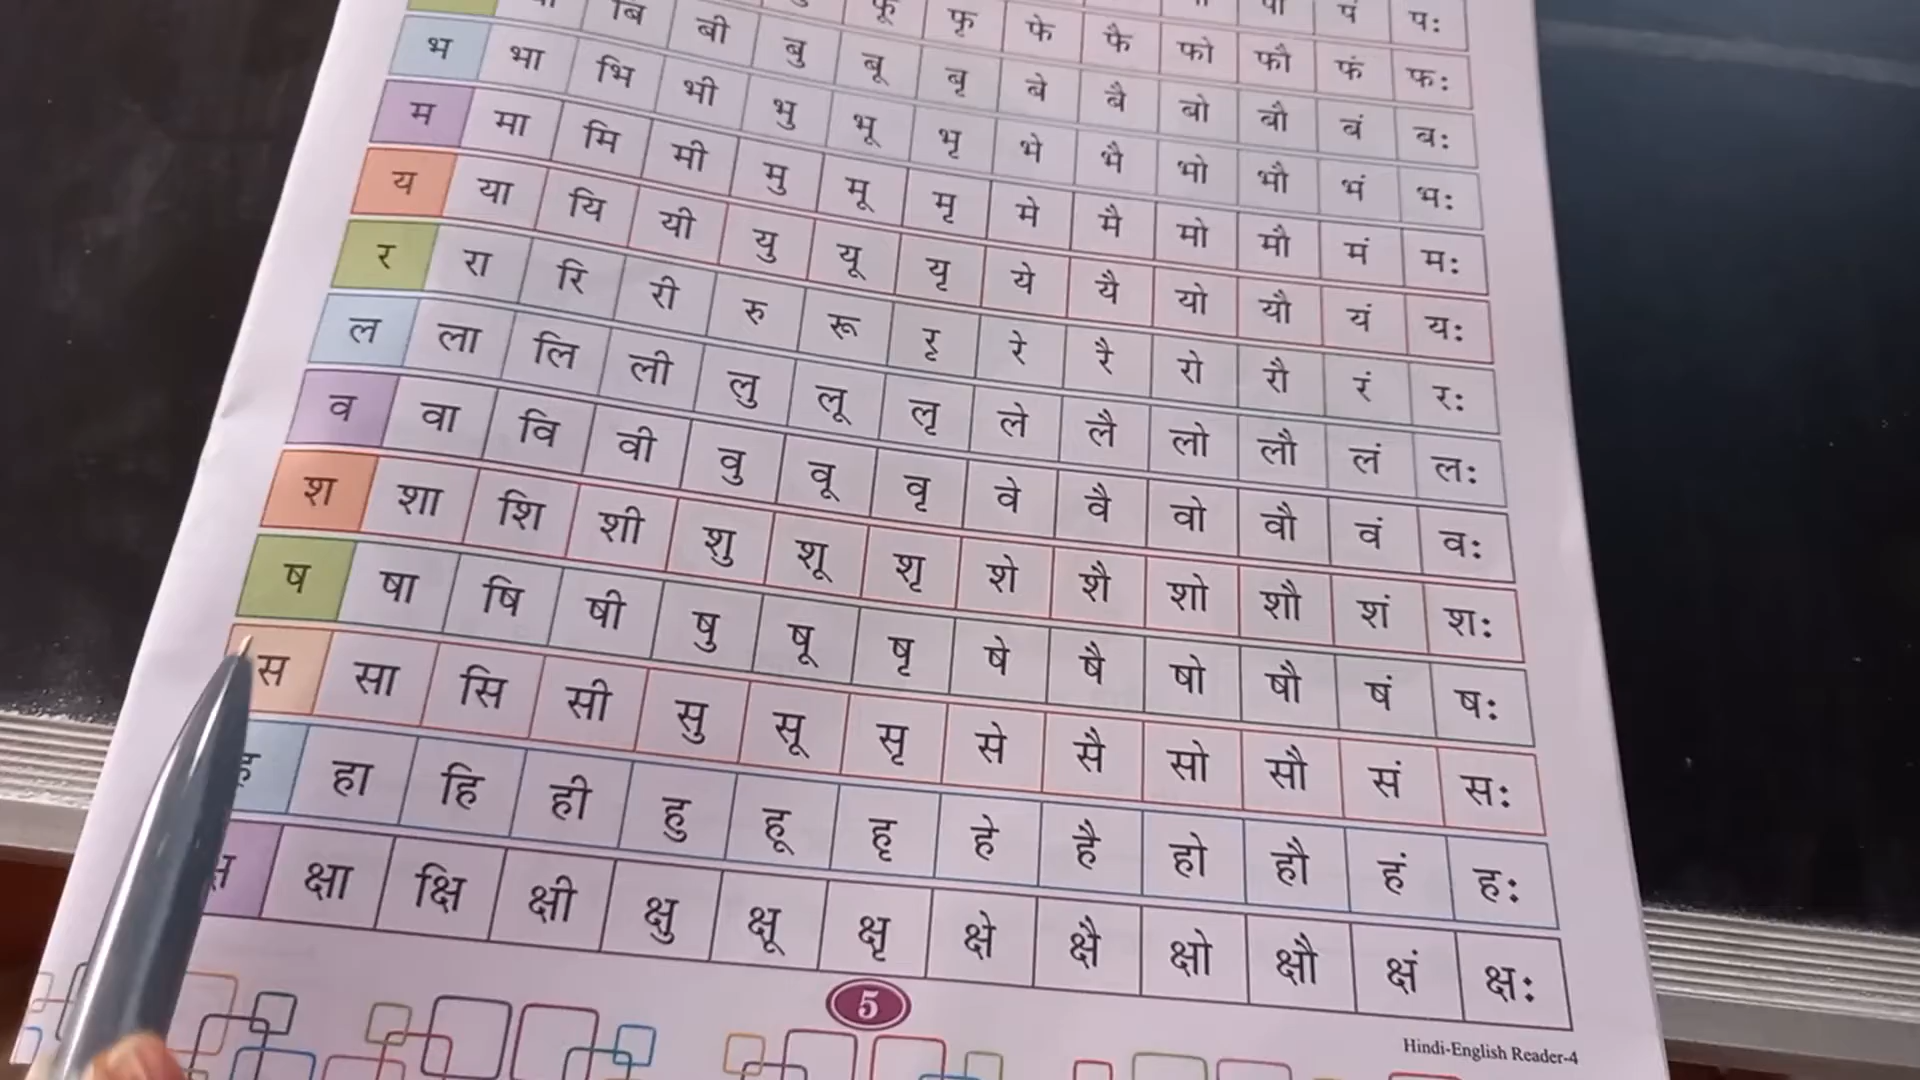 पं पः
फू फृ फे फै फो फौ फं फः
बि बी बु बू बृ बे बै बो बौ बं बः
भ भा भि भी भु भू भृ भे भै भो भौ भं भः
म मा मि मी मु मू मृ मे मै मो मौ मं मः
य या यि यी यु यू यृ ये यै यो यौ यं यः
र रा रि री रु रू रृ रे रै रो रौ रं रः
ल ला लि ली लु लू लृ ले लै लो लौ लं लः
व वा वि वी वु वू वृ वे वै वो वौ वं वः
श शा शि शी शु शू शृ शे शै शो शौ शं शः
ष षा षि षी षु षू षृ षे षै षो षौ षं षः
स सा सि सी सु सू सृ से सै सो सौ सं सः
हा हि ही हु हू हृ हे है हो हौ हं हः
क्षा क्षि क्षी क्षु क्षू क्षृ क्षे क्षै क्षो क्षौ क्षं क्षः
5
Hindi-English Reader-4